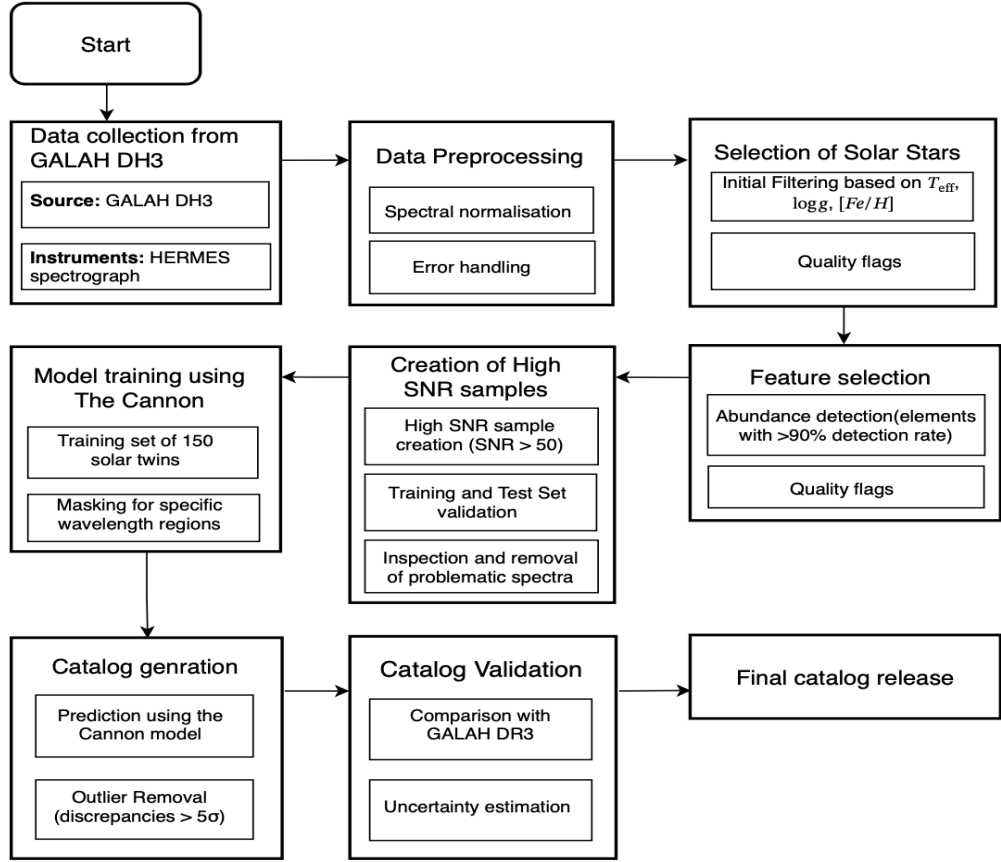 Start
Data collection from
GALAH DH3
Source: GALAH DH3
Instruments: HERMES
spectrograph
Data Preprocessing
Spectral normalisation
Error handling
Selection of Solar Stars
Initial Filtering based on T_eff,
log g, [Fe/H]
Quality flags
Feature selection
Abundance detection(elements
with >90% detection rate)
Quality flags
Creation of High
SNR samples
High SNR sample
creation (SNR > 50)
Training and Test Set
validation
Inspection and removal
of problematic spectra
Model training using
The Cannon
Training set of 150
solar twins
Masking for specific
wavelength regions
Catalog genration
Prediction using the
Cannon model
Outlier Removal
(discrepancies > 5σ)
Catalog Validation
Comparison with
GALAH DR3
Uncertainty estimation
Final catalog release